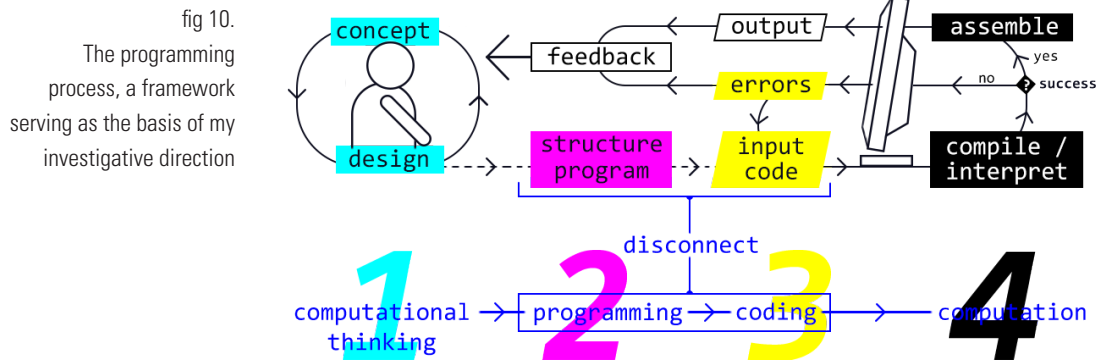 fig 10.
The programming
process, a framework
serving as the basis of my
investigative direction
concept
design
feedback
output
errors
structure
program
input
code
assemble
yes
no
?
success
compile /
interpret
disconnect
1
2
3
4
computational
thinking
programming
coding
computation